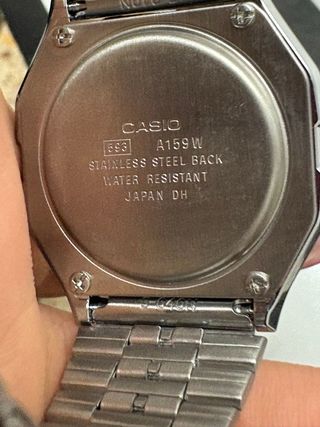 CASIO
593 A159W
STAINLESS STEEL BACK
WATER RESISTANT
JAPAN DH